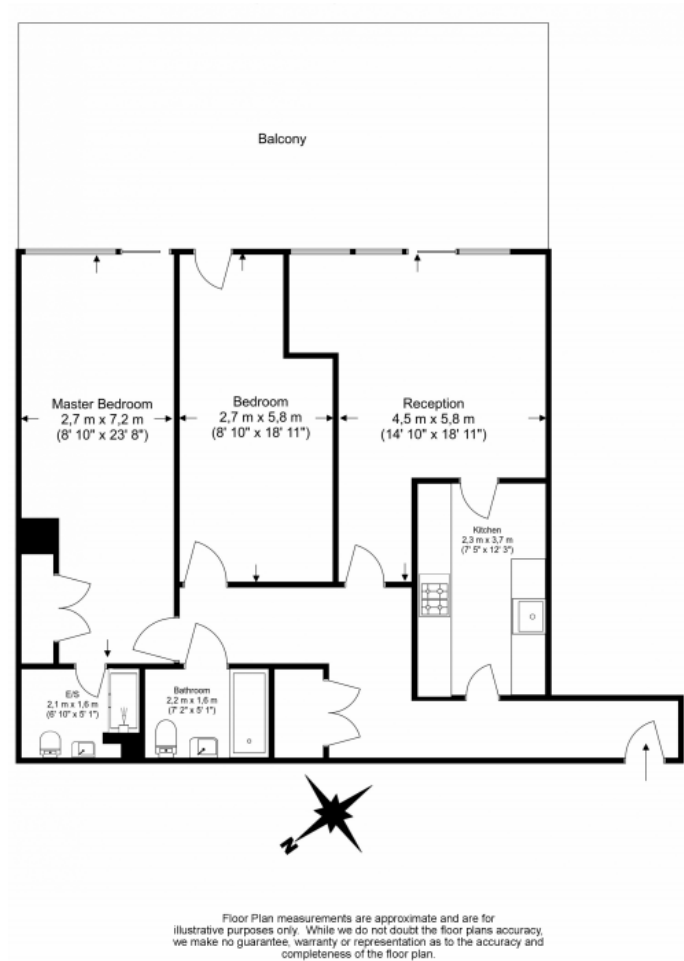 Balcony
Master Bedroom
2,7 m x 7,2 m
(8' 10" x 23' 8")
Bedroom
2,7 m x 5,8 m
(8' 10" x 18' 11")
Reception
4,5 m x 5,8 m
(14' 10" x 18' 11")
Kitchen
2,3 m x 3,7 m
(7' 5" x 12' 3")
E/S
2,1 m x 1,6 m
(6' 10" x 5' 1")
Bathroom
2,2 m x 1,6 m
(7' 2" x 5' 1")
N
Floor Plan measurements are approximate and are for
illustrative purposes only. While we do not doubt the floor plans accuracy,
we make no guarantee, warranty or representation as to the accuracy and
completeness of the floor plan.